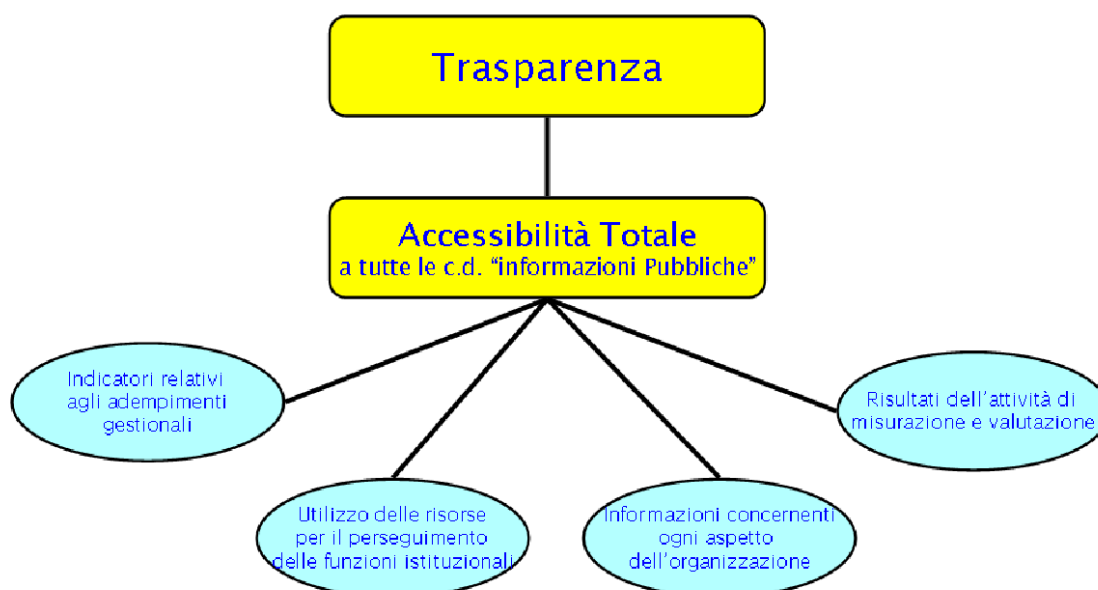 Trasparenza
Accessibilità Totale
a tutte le c.d. “informazioni Pubbliche”
Indicatori relativi
agli adempimenti
gestionali
Risultati dell'attività di
misurazione e valutazione
Utilizzo delle risorse
per il perseguimento
delle funzioni istituzionali
Informazioni concernenti
ogni aspetto
dell'organizzazione